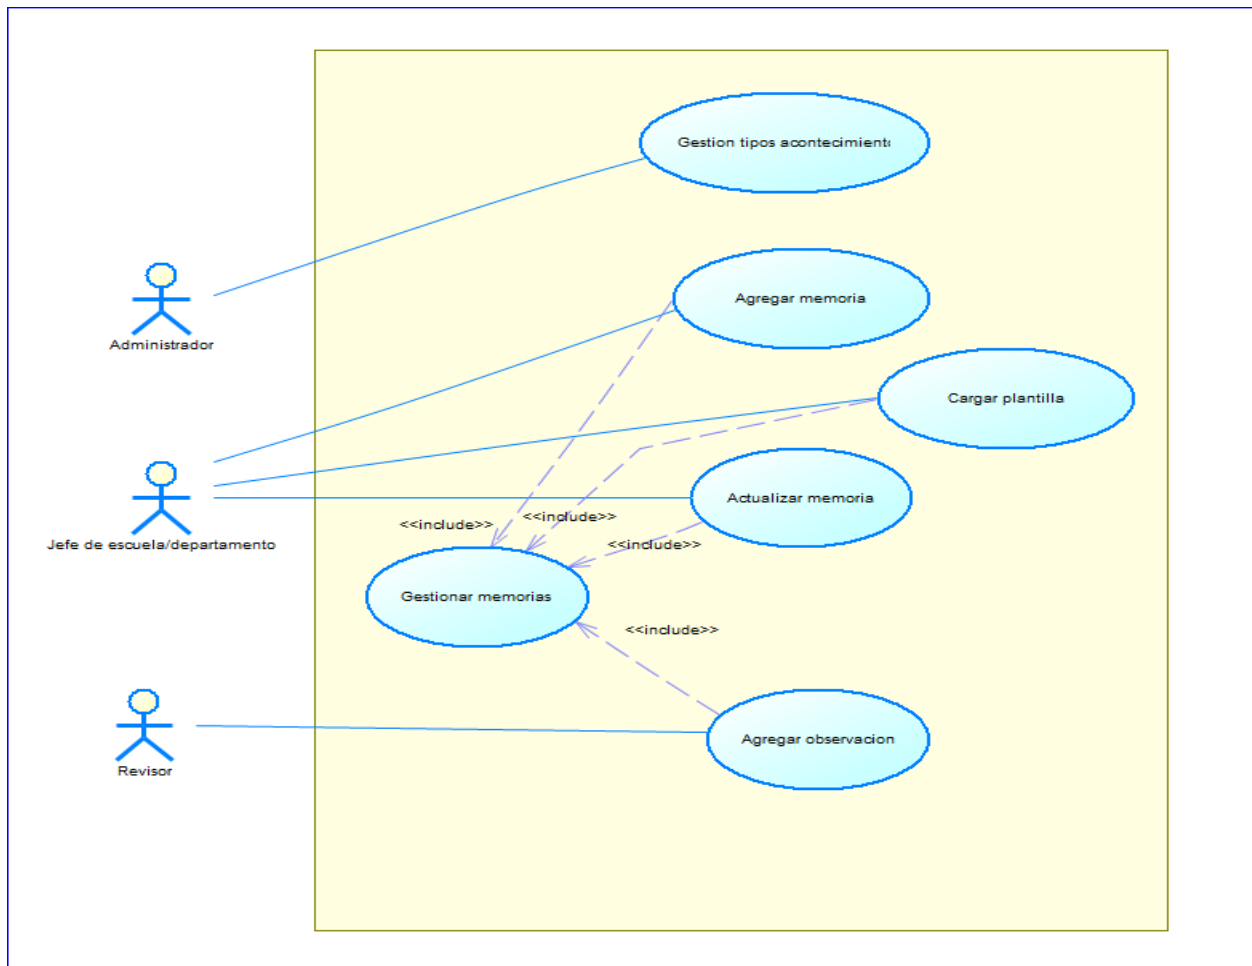 Gestion tipos acontecimient
Agregar memoria
Administrador
Cargar plantilla
Actualizar memoria
<<include>>
<<include>>
<<include>>
Jefe de escuela/departamento
Gestionar memorias
<<include>>
Agregar observacion
Revisor